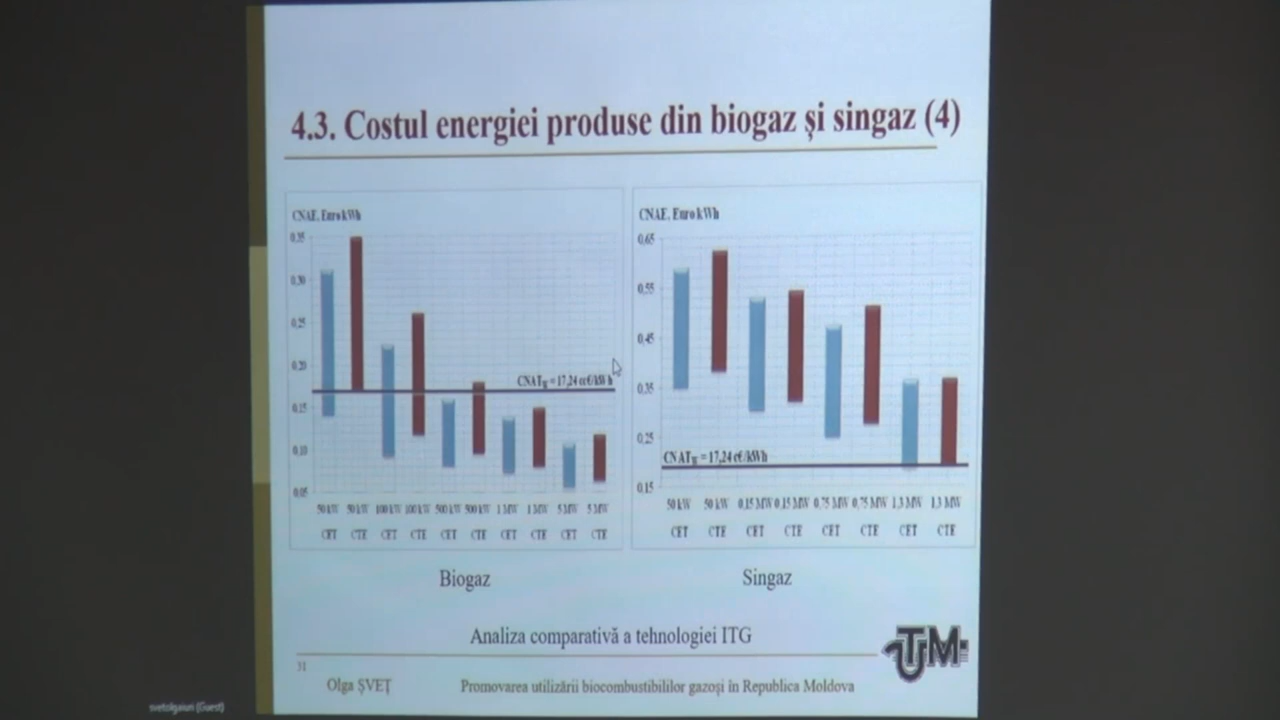 4.3. Costul energiei produse din biogaz și singaz (4)
CNAE, Euro/kWh
0,35
0,30
0,25
0,20
0,15
0,10
0,05
CNAT = 17,24 c€/kWh
50 kW 50 kW 100 kW 100 kW 500 kW 500 kW 1 MW 1 MW 5 MW 5 MW
CET CTE CET CTE CET CTE CET CTE CET CTE
Biogaz
CNAE, Euro/kWh
0,65
0,55
0,45
0,35
0,25
0,15
CNAT = 17,24 c€/kWh
50 kW 50 kW 0,15 MW 0,15 MW 0,75 MW 0,75 MW 1,3 MW 1,3 MW
CET CTE CET CTE CET CTE CET CTE
Singaz
Analiza comparativă a tehnologiei ITG
UTM
31
Olga ȘVEȚ
Promovarea utilizării biocombustibililor gazoși în Republica Moldova